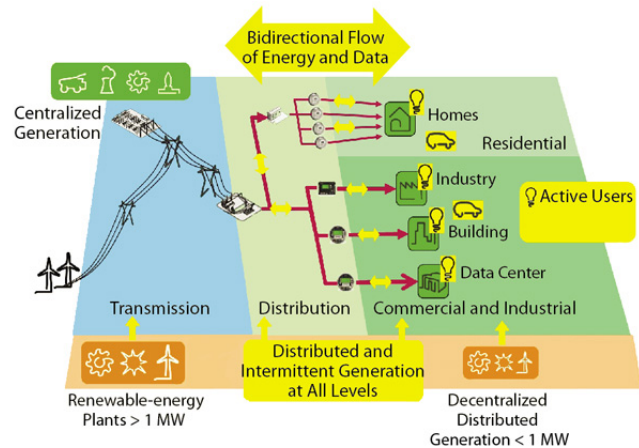 Bidirectional Flow
of Energy and Data
Centralized
Generation
Homes
Residential
Industry
Active Users
Building
Data Center
Transmission
Distribution
Commercial and Industrial
Distributed and
Intermittent Generation
at All Levels
Renewable-energy
Plants > 1 MW
Decentralized
Distributed
Generation < 1 MW